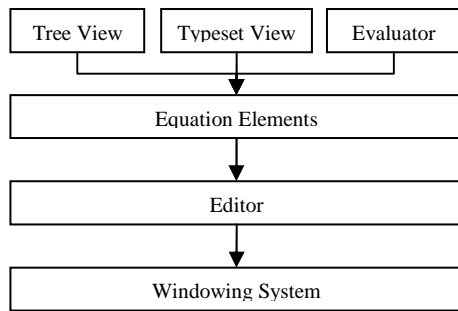 Tree View
Typeset View
Evaluator
Equation Elements
Editor
Windowing System